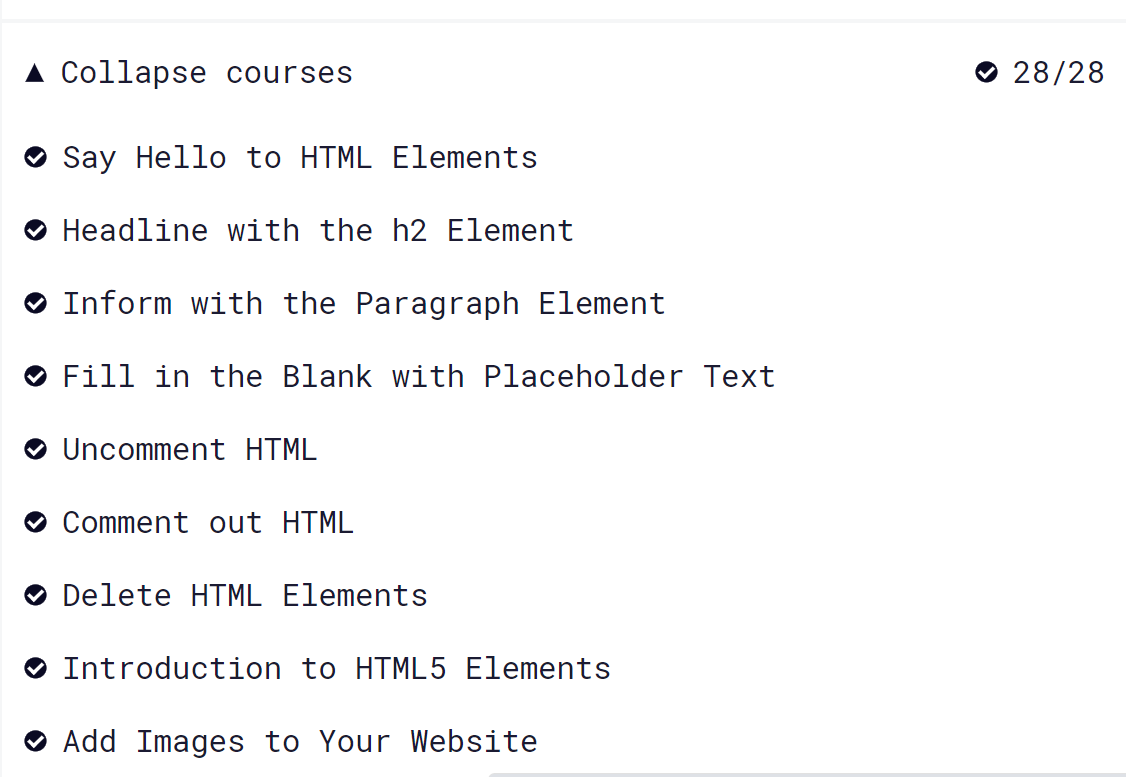 Collapse courses 28/28
Say Hello to HTML Elements
Headline with the h2 Element
Inform with the Paragraph Element
Fill in the Blank with Placeholder Text
Uncomment HTML
Comment out HTML
Delete HTML Elements
Introduction to HTML5 Elements
Add Images to Your Website